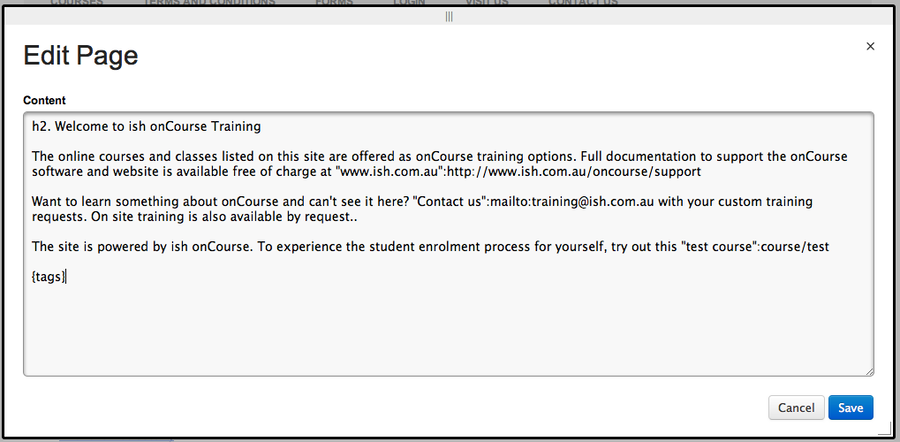 COURSES TERMS AND CONDITIONS FORMS LOGIN VISIT US CONTACT US
Edit Page
Content
h2. Welcome to ish onCourse Training
The online courses and classes listed on this site are offered as onCourse training options. Full documentation to support the onCourse
software and website is available free of charge at "www.ish.com.au":http://www.ish.com.au/oncourse/support
Want to learn something about onCourse and can't see it here? "Contact us":mailto:training@ish.com.au with your custom training
requests. On site training is also available by request..
The site is powered by ish onCourse. To experience the student enrolment process for yourself, try out this "test course":course/test
{tags}
Cancel Save